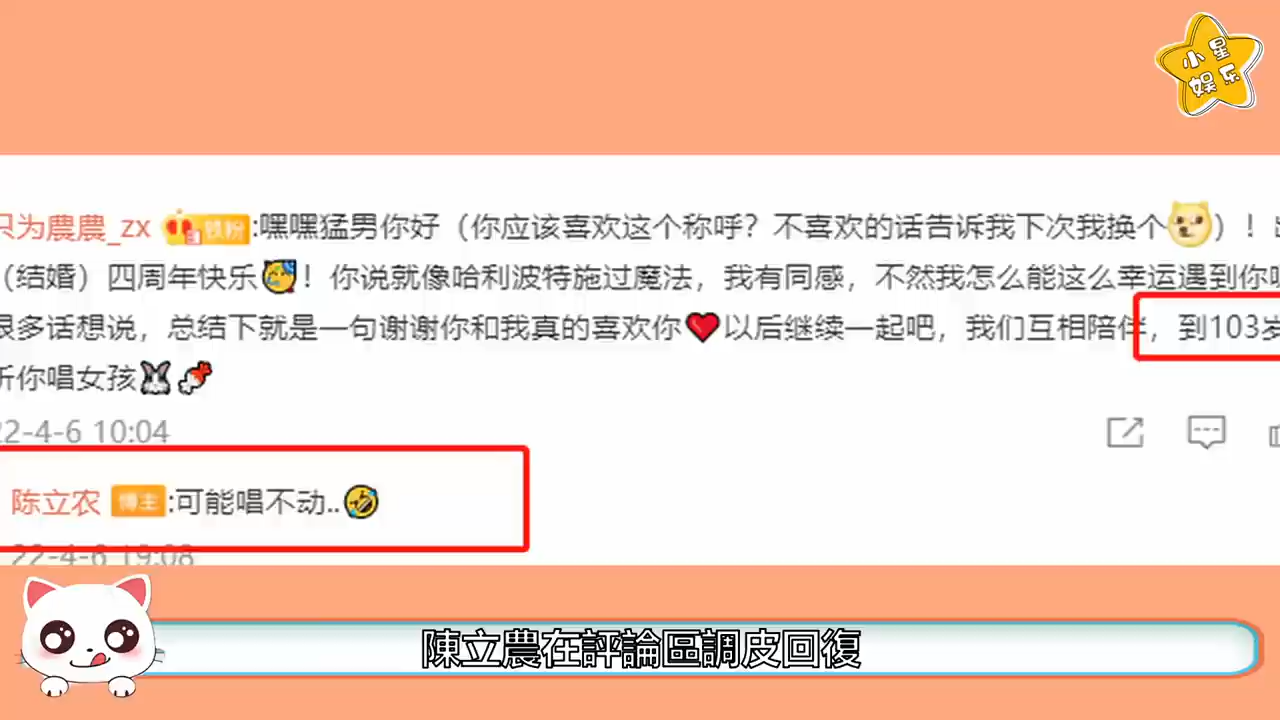 小星
娱乐
只为農農_zx 铁粉:嘿嘿猛男你好（你应该喜欢这个称呼？不喜欢的话告诉我下次我换个）！
（结婚）四周年快乐！你说就像哈利波特施过魔法，我有同感，不然我怎么能这么幸运遇到你
很多话想说，总结下就是一句谢谢你和我真的喜欢你❤以后继续一起吧，我们互相陪伴，到103岁
听你唱女孩
22-4-6 10:04
陈立农 博主:可能唱不动..🤣
22-4-6 19:08
陳立農在評論區調皮回復